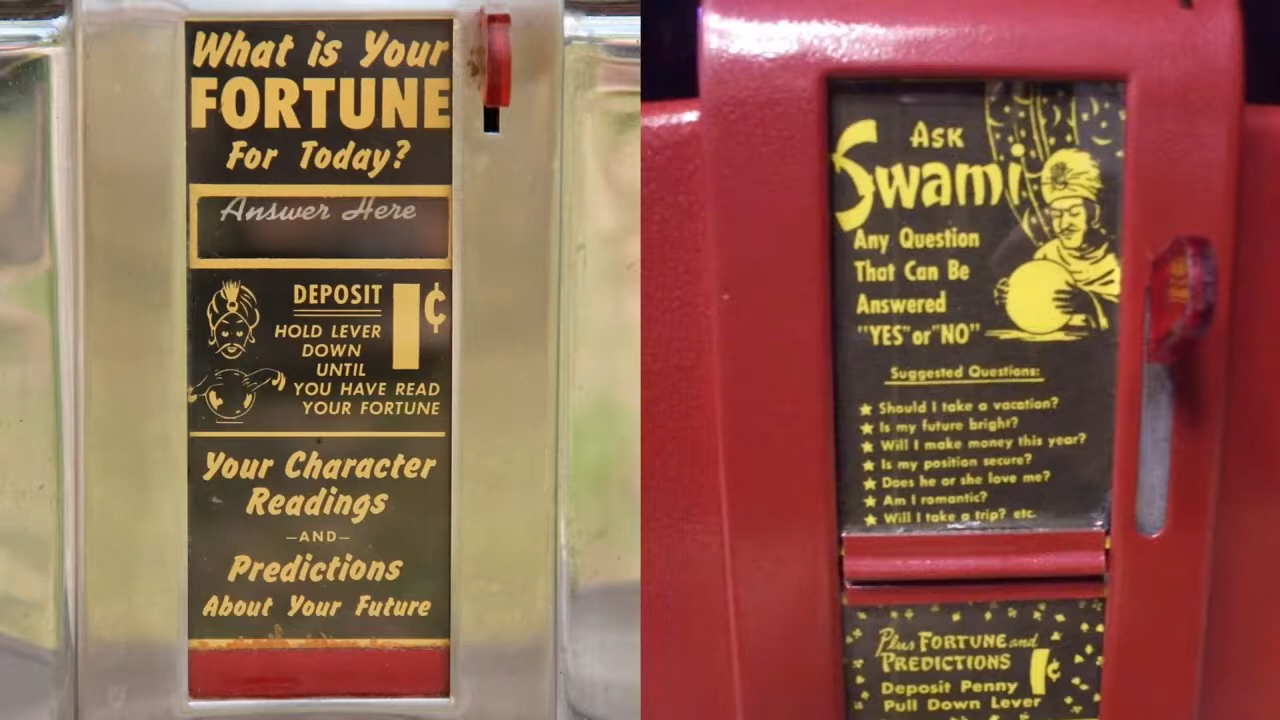 What is Your
FORTUNE
For Today?
Answer Here
DEPOSIT 1¢
HOLD LEVER
DOWN
UNTIL
YOU HAVE READ
YOUR FORTUNE
Your Character
Readings
—AND—
Predictions
About Your Future
ASK
Swami
Any Question
That Can Be
Answered
"YES" or "NO"
Suggested Questions:
★ Should I take a vacation?
★ Is my future bright?
★ Will I make money this year?
★ Is my position secure?
★ Does he or she love me?
★ Am I romantic?
★ Will I take a trip? etc.
Plus FORTUNE and
PREDICTIONS 1¢
Deposit Penny
Pull Down Lever